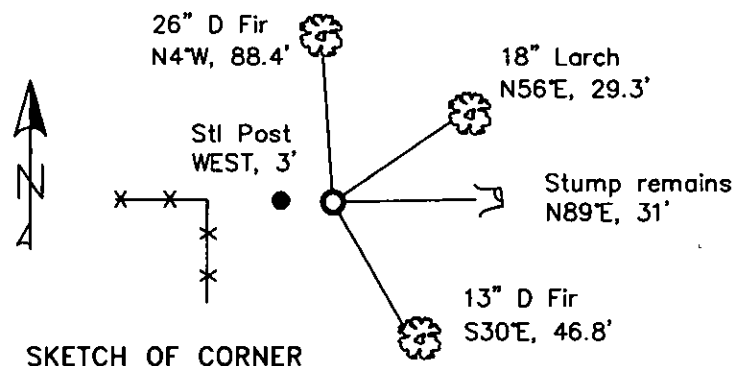 26" D Fir
N4°W, 88.4'
18" Larch
N56°E, 29.3'
Stl Post
WEST, 3'
N
Stump remains
N89°E, 31'
13" D Fir
S30°E, 46.8'
SKETCH OF CORNER